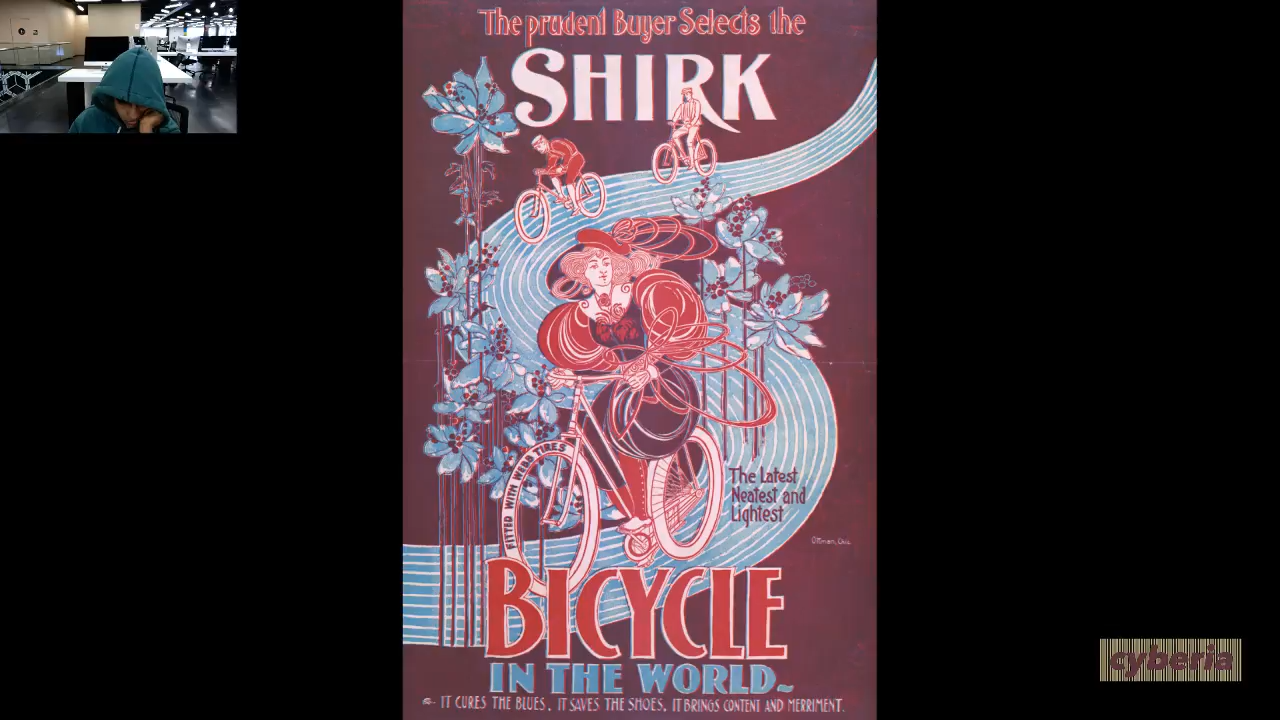 The prudent Buyer Selects the
SHIRK
FITTED WITH WEBB TIRES
The Latest
Neatest and
Lightest
BICYCLE
IN THE WORLD~
IT CURES THE BLUES, IT SAVES THE SHOES, IT BRINGS CONTENT AND MERRIMENT.
cyberia